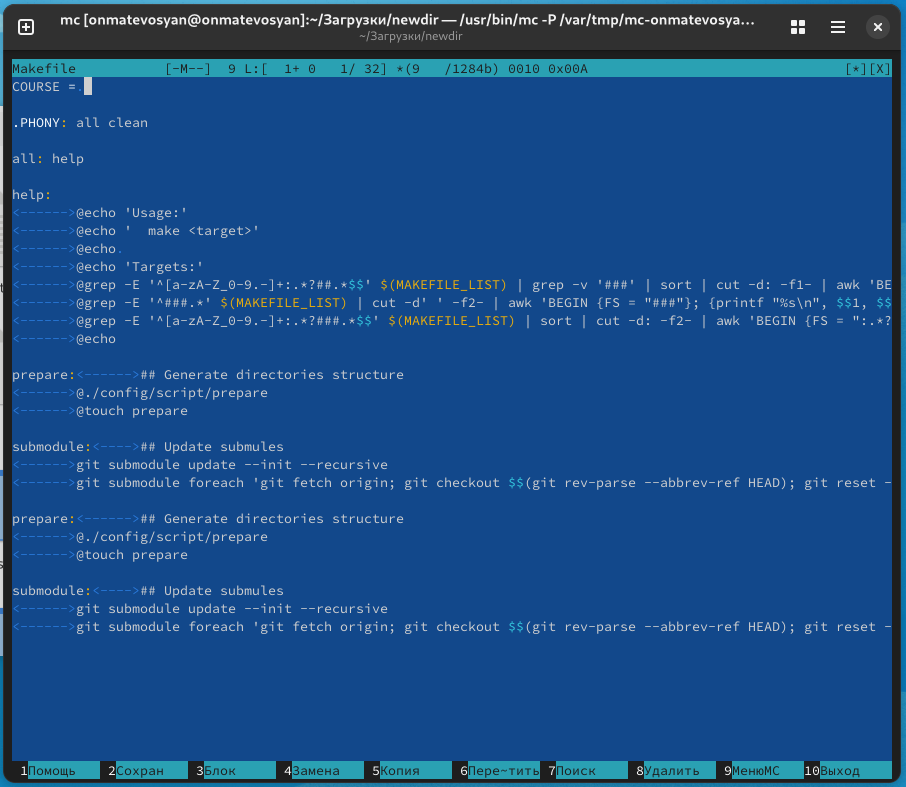 mc [onmatevosyan@onmatevosyan]:~/Загрузки/newdir — /usr/bin/mc -P /var/tmp/mc-onmatevosya…
~/Загрузки/newdir
Makefile [-M--] 9 L:[ 1+ 0 1/ 32] *(9 /1284b) 0010 0x00A [*][X]
COURSE =.
.PHONY: all clean
all: help
help:
<------>@echo 'Usage:'
<------>@echo '  make <target>'
<------>@echo.
<------>@echo 'Targets:'
<------>@grep -E '^[a-zA-Z_0-9.-]+:.*?##.*$$' $(MAKEFILE_LIST) | grep -v '###' | sort | cut -d: -f1- | awk 'BE
<------>@grep -E '^###.*' $(MAKEFILE_LIST) | cut -d' ' -f2- | awk 'BEGIN {FS = "###"}; {printf "%s\n", $$1, $$
<------>@grep -E '^[a-zA-Z_0-9.-]+:.*?###.*$$' $(MAKEFILE_LIST) | sort | cut -d: -f2- | awk 'BEGIN {FS = ":.*?
<------>@echo
prepare:<------>## Generate directories structure
<------>@./config/script/prepare
<------>@touch prepare
submodule:<---->## Update submules
<------>git submodule update --init --recursive
<------>git submodule foreach 'git fetch origin; git checkout $$(git rev-parse --abbrev-ref HEAD); git reset -
prepare:<------>## Generate directories structure
<------>@./config/script/prepare
<------>@touch prepare
submodule:<---->## Update submules
<------>git submodule update --init --recursive
<------>git submodule foreach 'git fetch origin; git checkout $$(git rev-parse --abbrev-ref HEAD); git reset -
1Помощь 2Сохран 3Блок 4Замена 5Копия 6Пере~тить 7Поиск 8Удалить 9МенюMC 10Выход